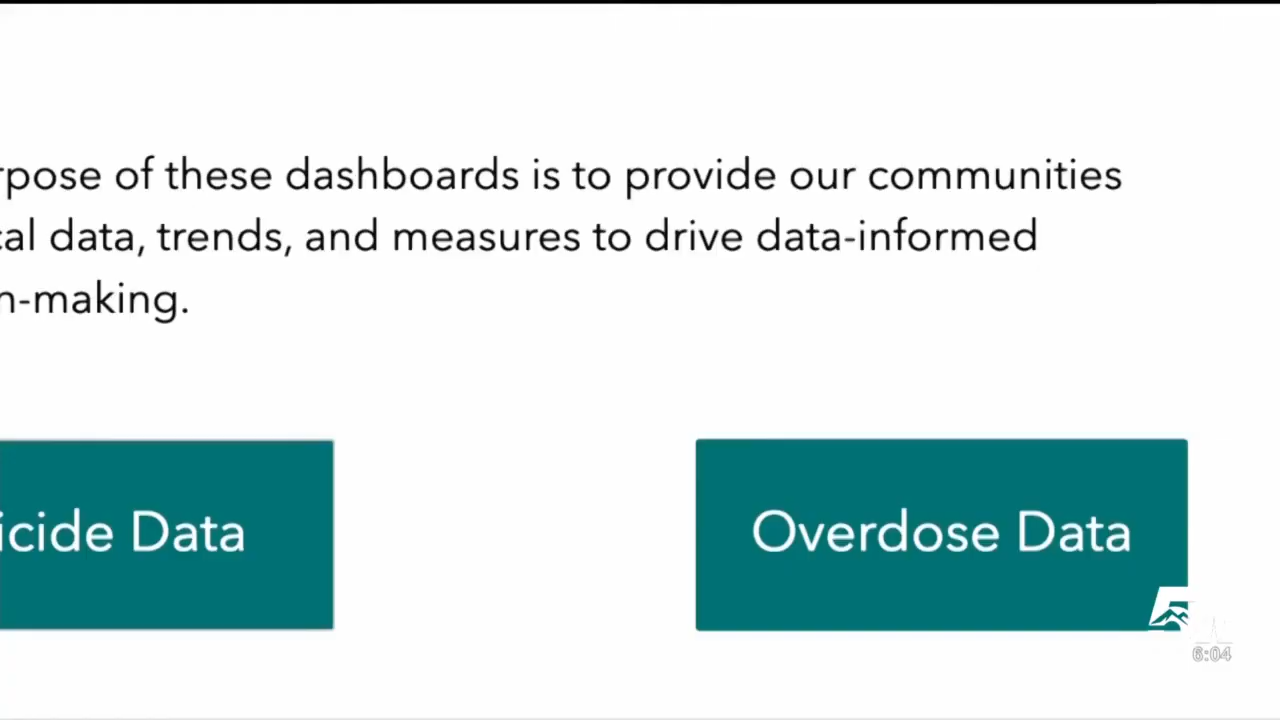 rpose of these dashboards is to provide our communities
cal data, trends, and measures to drive data-informed
n-making.
icide Data
Overdose Data
5
6:04